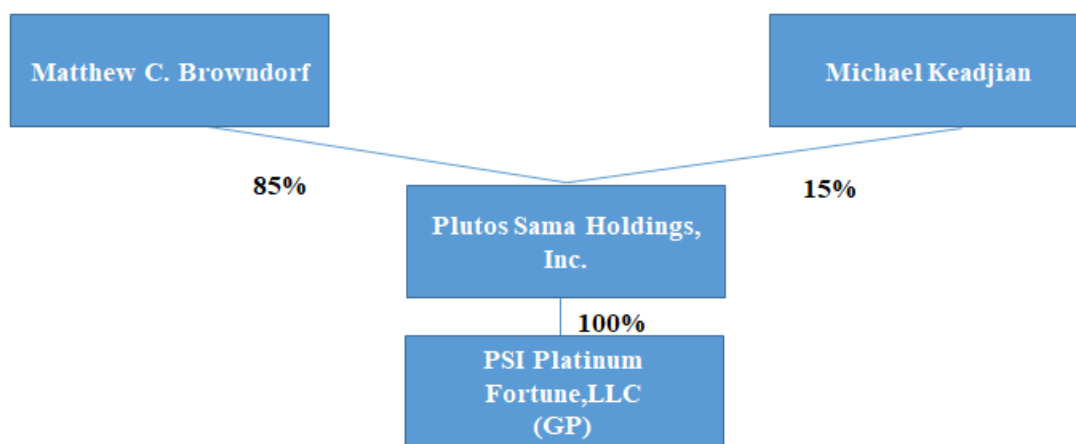 Matthew C. Browndorf
Michael Keadjian
85%
15%
Plutos Sama Holdings,
Inc.
100%
PSI Platinum
Fortune,LLC
(GP)